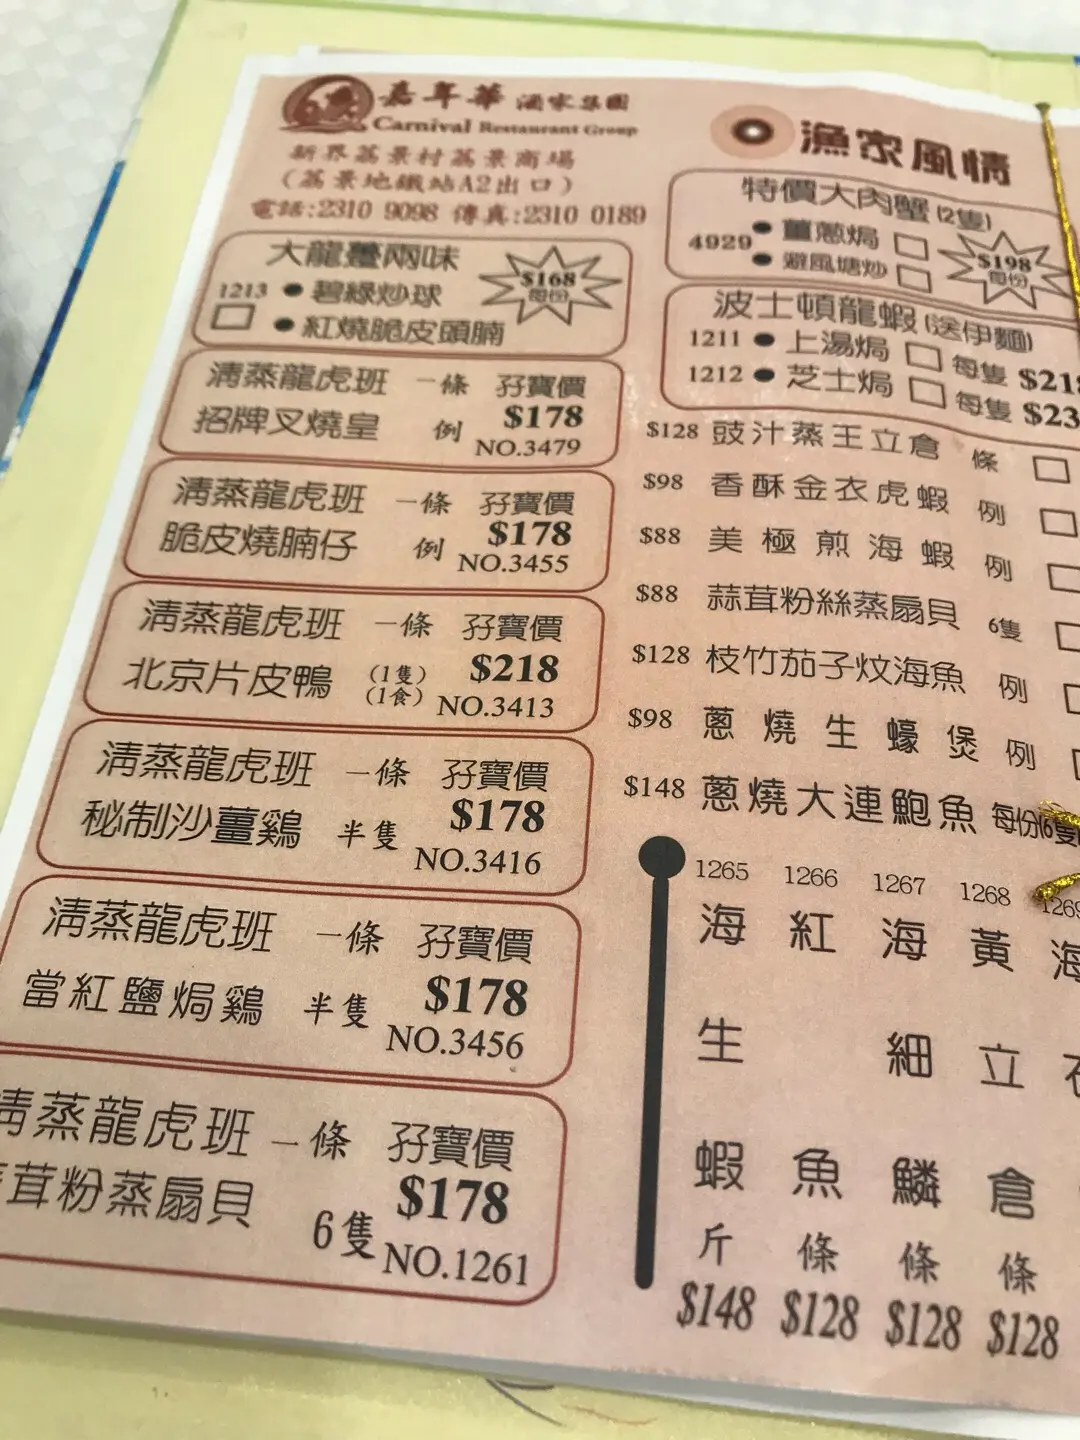 嘉年華 酒家集團
Carnival Restaurant Group
新界荔景村荔景商場
(荔景地鐵站A2出口)
電話:2310 9098 傳真:2310 0189
大龍躉兩味
$168
每份
1213 ● 碧綠炒球
● 紅燒脆皮頭腩
清蒸龍虎班 一條 孖寶價
招牌叉燒皇 例 $178
NO.3479
清蒸龍虎班 一條 孖寶價
脆皮燒腩仔 例 $178
NO.3455
清蒸龍虎班 一條 孖寶價
北京片皮鴨 (1隻) $218
(1食) NO.3413
清蒸龍虎班 一條 孖寶價
秘制沙薑鷄 半隻 $178
NO.3416
清蒸龍虎班 一條 孖寶價
當紅鹽焗鷄 半隻 $178
NO.3456
清蒸龍虎班 一條 孖寶價
茸粉蒸扇貝 6隻 $178
NO.1261
漁家風情
特價大肉蟹(2隻)
4929 ● 薑蔥焗
● 避風塘炒
$198
每份
波士頓龍蝦(送伊麵)
1211 ● 上湯焗 每隻
1212 ● 芝士焗 每隻
$128 豉汁蒸王立倉 條
$98 香酥金衣虎蝦 例
$88 美極煎海蝦 例
$88 蒜茸粉絲蒸扇貝 6隻
$128 枝竹茄子炆海魚 例
$98 蔥燒生蠔煲 例
$148 蔥燒大連鮑魚 每份(6隻
1265 1266 1267 1268 1269
海 紅 海 黃 海
生 細 立
蝦 魚 鱗 倉
斤 條 條 條
$148 $128 $128 $128